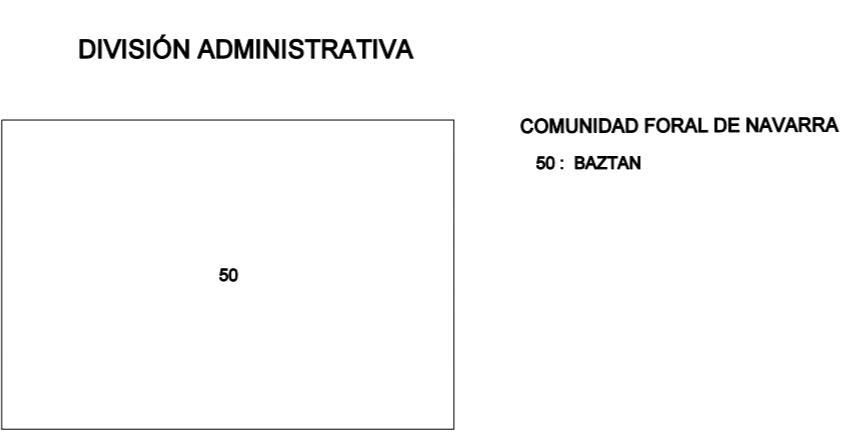 DIVISIÓN ADMINISTRATIVA
COMUNIDAD FORAL DE NAVARRA
50 : BAZTAN
50